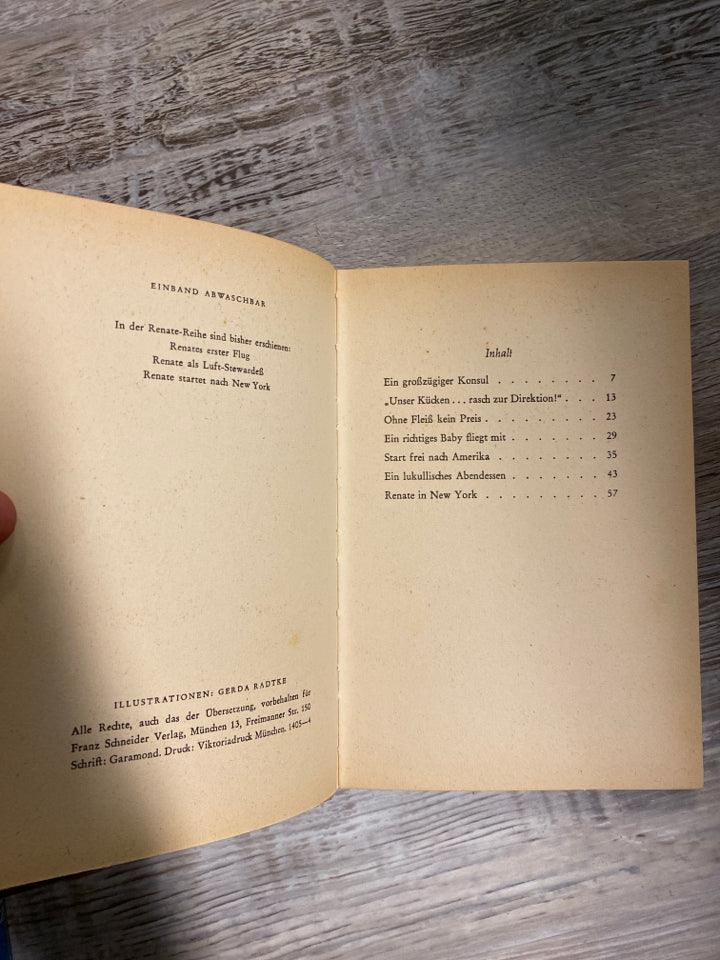 EINBAND ABWASCHBAR
In der Renate-Reihe sind bisher erschienen:
Renates erster Flug
Renate als Luft-Stewardeß
Renate startet nach New York
ILLUSTRATIONEN: GERDA RADTKE
Alle Rechte, auch das der Übersetzung, vorbehalten für
Franz Schneider Verlag, München 13, Freimanner Str. 150
Schrift: Garamond. Druck: Viktoriadruck München. 1405—4
Inhalt
Ein großzügiger Konsul . . . . . . . . 7
„Unser Kücken . . . rasch zur Direktion!“ . . . 13
Ohne Fleiß kein Preis . . . . . . . . . 23
Ein richtiges Baby fliegt mit . . . . . . . 29
Start frei nach Amerika . . . . . . . . 35
Ein lukullisches Abendessen . . . . . . . 43
Renate in New York . . . . . . . . . 57